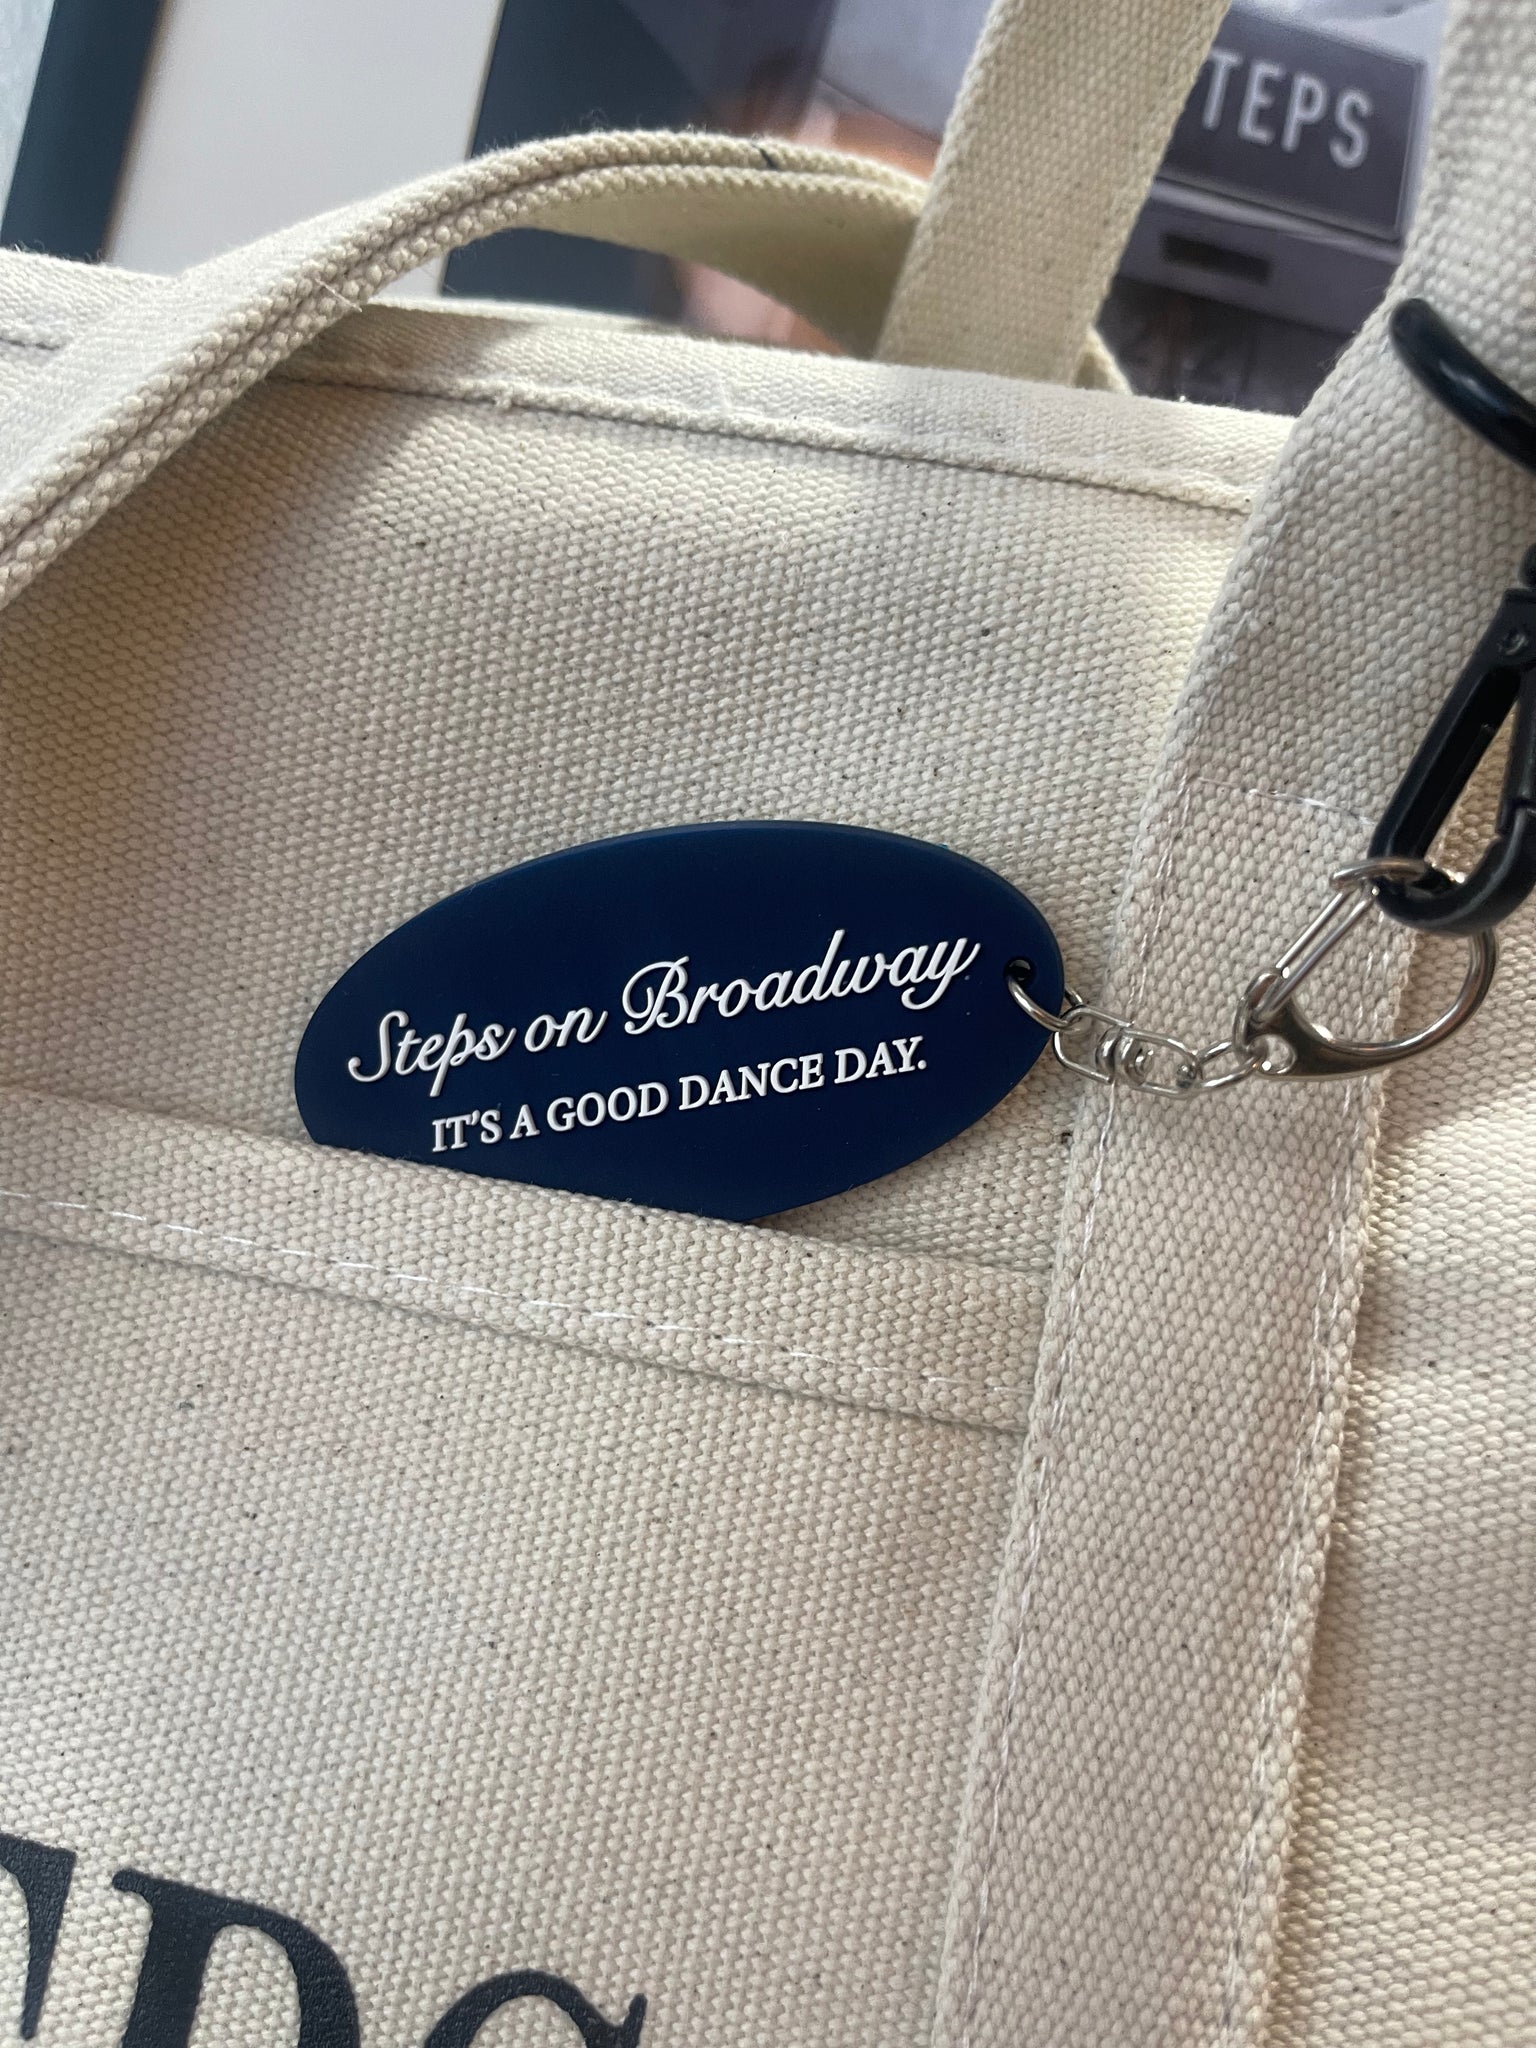 TEPS
Steps on Broadway
IT'S A GOOD DANCE DAY.